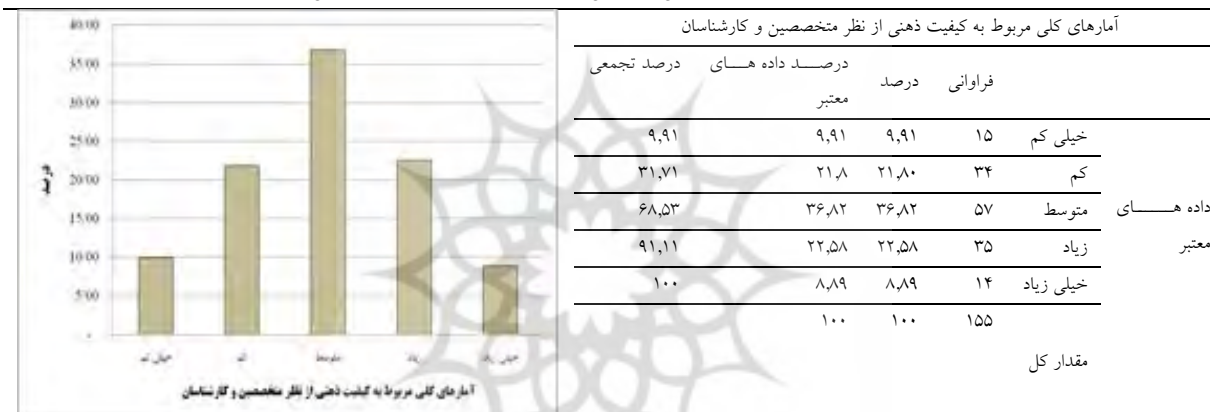 آمارهای کلی مربوط به کیفیت ذهنی از نظر متخصصین و کارشناسان
فراوانی درصد درصد داده های معتبر درصد تجمعی
داده های معتبر
خیلی کم ۱۵ ۹,۹۱ ۹,۹۱ ۹,۹۱
کم ۳۴ ۲۱,۸۰ ۲۱,۸ ۳۱,۷۱
متوسط ۵۷ ۳۶,۸۲ ۳۶,۸۲ ۶۸,۵۳
زیاد ۳۵ ۲۲,۵۸ ۲۲,۵۸ ۹۱,۱۱
خیلی زیاد ۱۴ ۸,۸۹ ۸,۸۹ ۱۰۰
۱۵۵ ۱۰۰ ۱۰۰
مقدار کل
40.00
35.00
30.00
25.00
20.00
15.00
10.00
5.00
-
درصد
خیلی کم کم متوسط زیاد خیلی زیاد
آمارهای کلی مربوط به کیفیت ذهنی از نظر متخصصین و کارشناسان